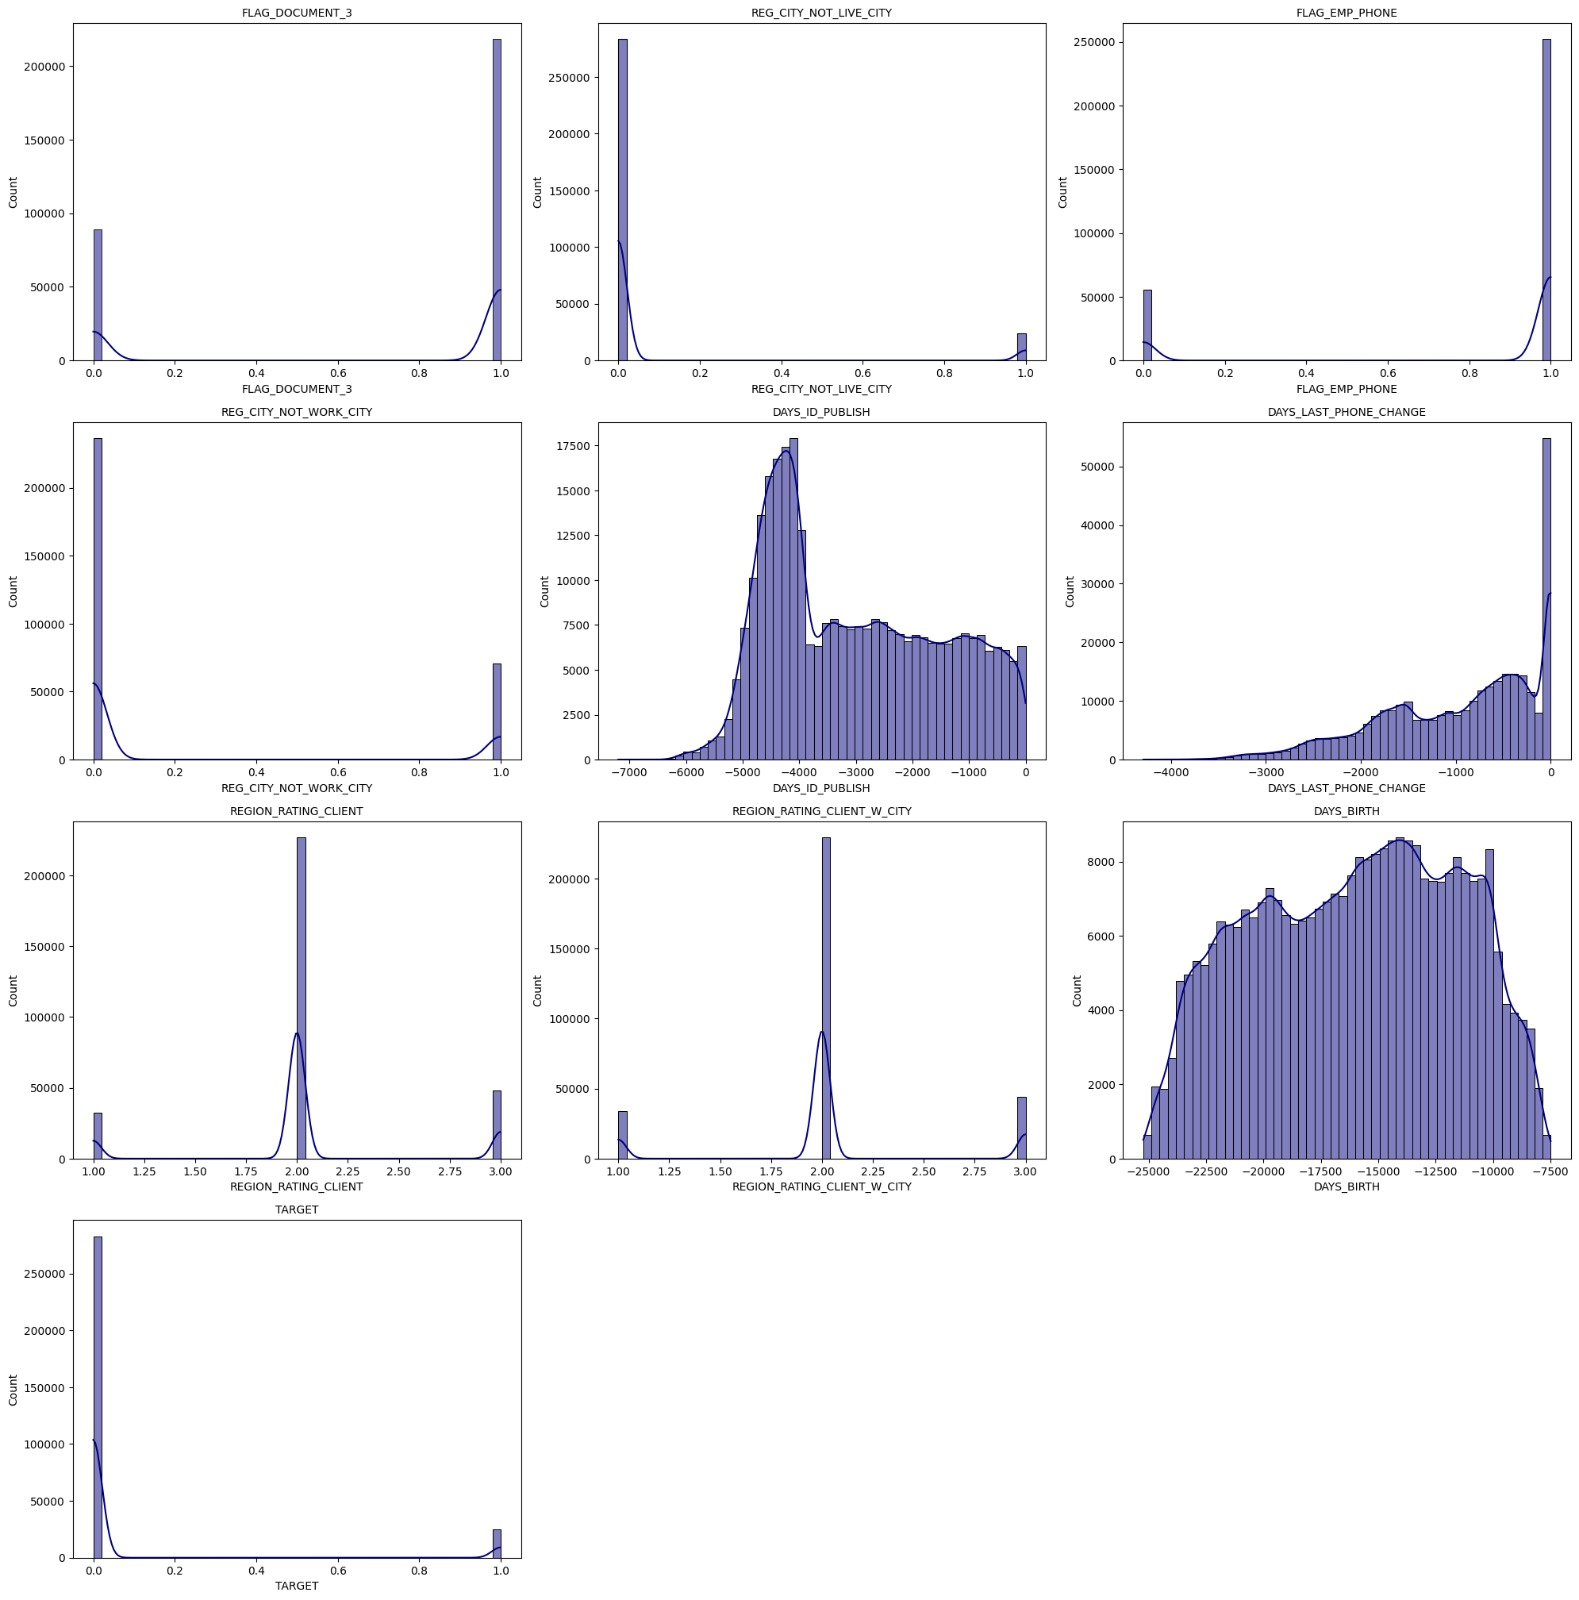 FLAG_DOCUMENT_3
200000
150000
100000
50000
0
Count
0.0 0.2 0.4 0.6 0.8 1.0
FLAG_DOCUMENT_3
REG_CITY_NOT_LIVE_CITY
250000
200000
150000
100000
50000
0
Count
0.0 0.2 0.4 0.6 0.8 1.0
REG_CITY_NOT_LIVE_CITY
FLAG_EMP_PHONE
250000
200000
150000
100000
50000
0
Count
0.0 0.2 0.4 0.6 0.8 1.0
FLAG_EMP_PHONE
REG_CITY_NOT_WORK_CITY
200000
150000
100000
50000
0
Count
0.0 0.2 0.4 0.6 0.8 1.0
REG_CITY_NOT_WORK_CITY
DAYS_ID_PUBLISH
17500
15000
12500
10000
7500
5000
2500
0
Count
−7000 −6000 −5000 −4000 −3000 −2000 −1000 0
DAYS_ID_PUBLISH
DAYS_LAST_PHONE_CHANGE
50000
40000
30000
20000
10000
0
Count
−4000 −3000 −2000 −1000 0
DAYS_LAST_PHONE_CHANGE
REGION_RATING_CLIENT
200000
150000
100000
50000
0
Count
1.00 1.25 1.50 1.75 2.00 2.25 2.50 2.75 3.00
REGION_RATING_CLIENT
REGION_RATING_CLIENT_W_CITY
200000
150000
100000
50000
0
Count
1.00 1.25 1.50 1.75 2.00 2.25 2.50 2.75 3.00
REGION_RATING_CLIENT_W_CITY
DAYS_BIRTH
8000
6000
4000
2000
0
Count
−25000 −22500 −20000 −17500 −15000 −12500 −10000 −7500
DAYS_BIRTH
TARGET
250000
200000
150000
100000
50000
0
Count
0.0 0.2 0.4 0.6 0.8 1.0
TARGET